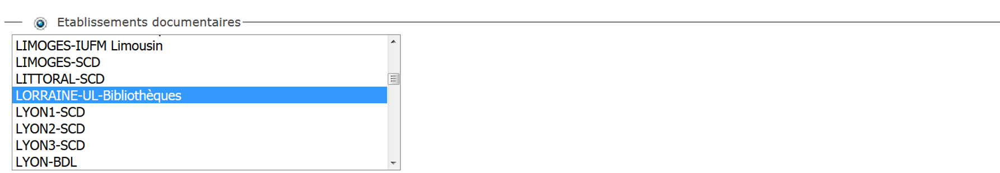 Etablissements documentaires
LIMOGES-IUFM Limousin
LIMOGES-SCD
LITTORAL-SCD
LORRAINE-UL-Bibliothèques
LYON1-SCD
LYON2-SCD
LYON3-SCD
LYON-BDL